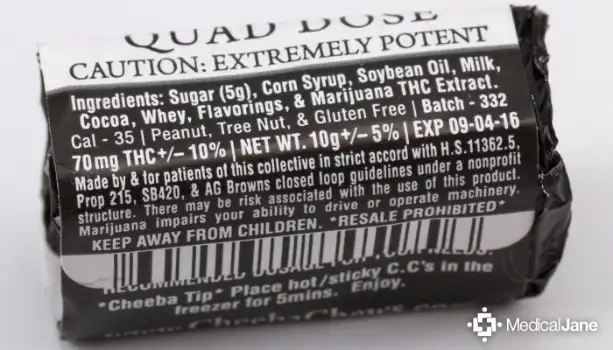 QUAD DOSE
CAUTION: EXTREMELY POTENT
Ingredients: Sugar (5g), Corn Syrup, Soybean Oil, Milk,
Cocoa, Whey, Flavorings, & Marijuana THC Extract.
Cal - 35 | Peanut, Tree Nut, & Gluten Free | Batch - 332
70mg THC+/– 10% | NET WT. 10g+/– 5% | EXP 09-04-16
Made by & for patients of this collective in strict accord with H.S.11362.5,
Prop 215, SB420, & AG Browns closed loop guidelines under a nonprofit
structure. There may be risk associated with the use of this product.
Marijuana impairs your ability to drive or operate machinery.
KEEP AWAY FROM CHILDREN. *RESALE PROHIBITED*
RECOMMENDED DOSAGE FOR
*Cheeba Tip* Place hot/sticky C.C's in the
freezer for 5mins. Enjoy.
MedicalJane